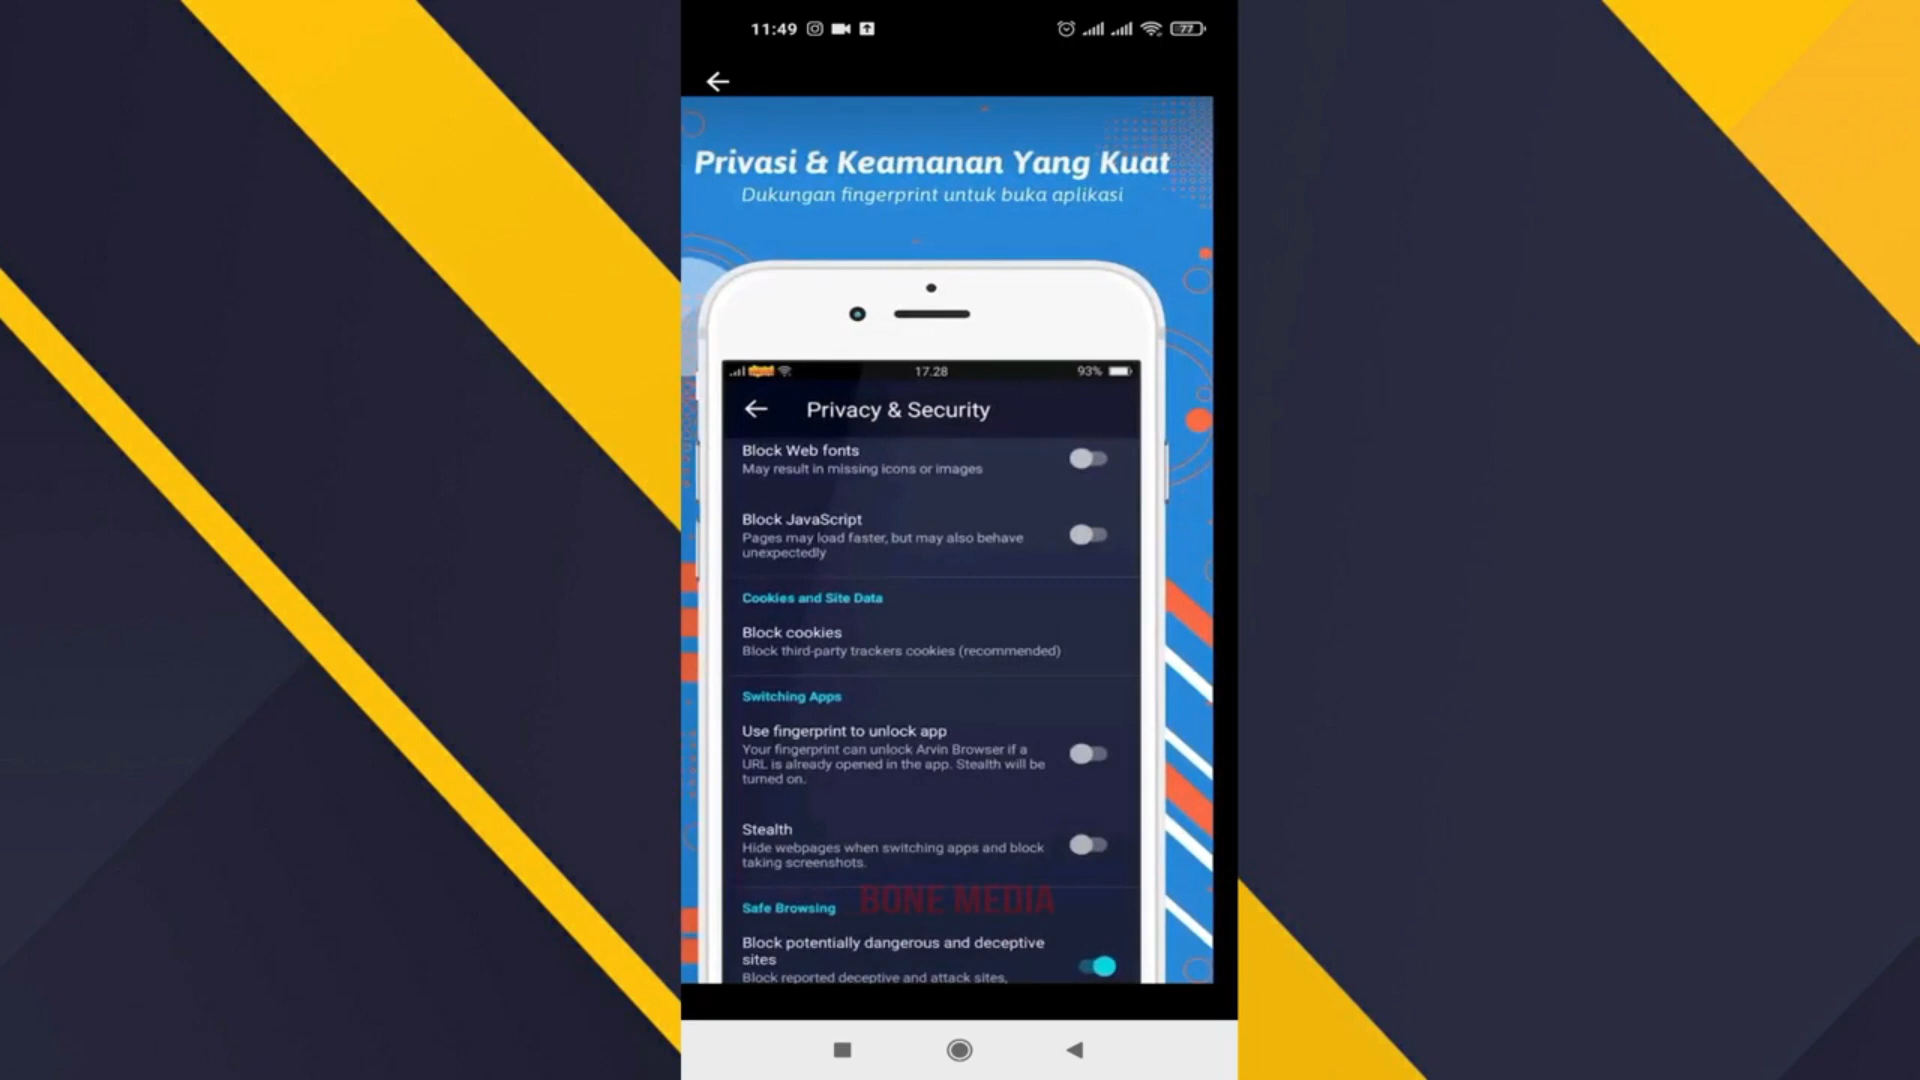 11:49
77
Privasi & Keamanan Yang Kuat
Dukungan fingerprint untuk buka aplikasi
17.28
93%
Privacy & Security
Block Web fonts
May result in missing icons or images
Block JavaScript
Pages may load faster, but may also behave
unexpectedly
Cookies and Site Data
Block cookies
Block third-party trackers cookies (recommended)
Switching Apps
Use fingerprint to unlock app
Your fingerprint can unlock Arvin Browser if a
URL is already opened in the app. Stealth will be
turned on.
Stealth
Hide webpages when switching apps and block
taking screenshots.
BONE MEDIA
Safe Browsing
Block potentially dangerous and deceptive
sites
Block reported deceptive and attack sites,